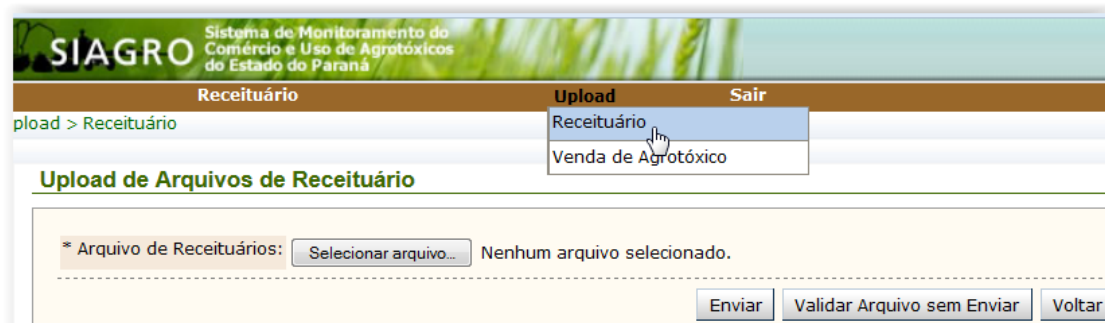 SIAGRO
Sistema de Monitoramento do
Comércio e Uso de Agrotóxicos
do Estado do Paraná
Receituário Upload Sair
pload > Receituário
Receituário
Venda de Agrotóxico
Upload de Arquivos de Receituário
* Arquivo de Receituários: Selecionar arquivo... Nenhum arquivo selecionado.
Enviar Validar Arquivo sem Enviar Voltar